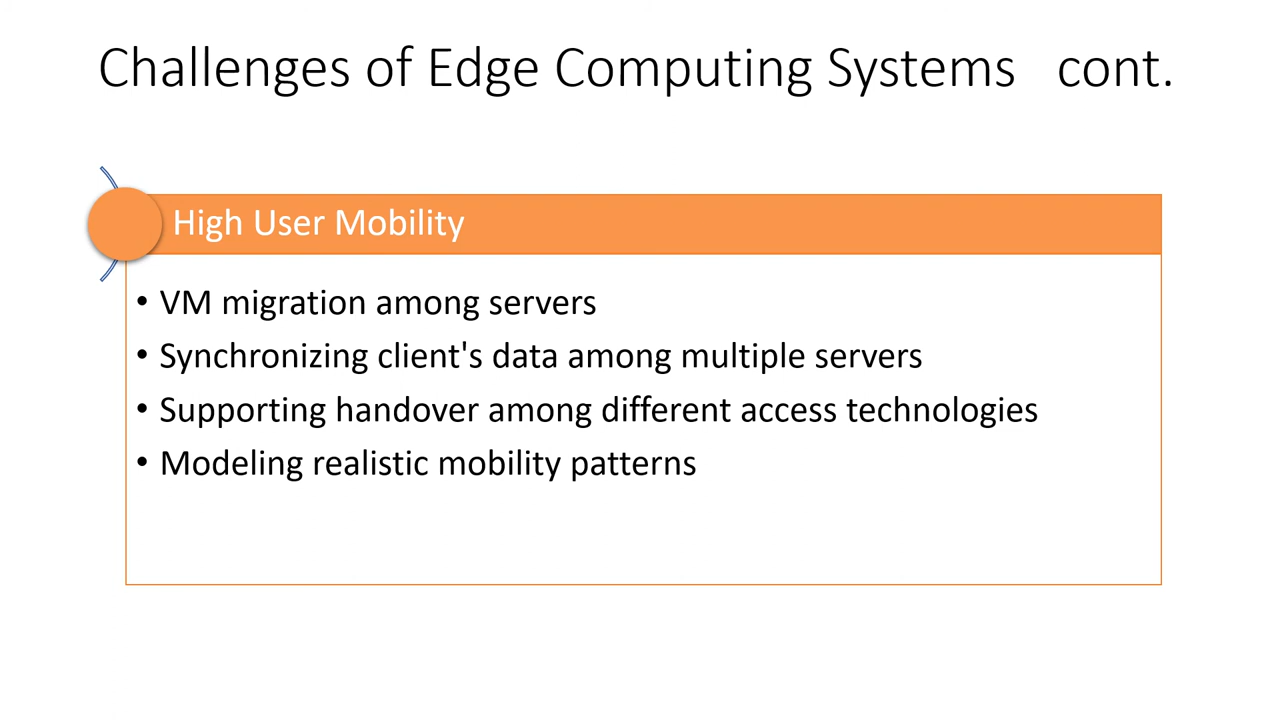 Challenges of Edge Computing Systems cont.
High User Mobility
• VM migration among servers
• Synchronizing client's data among multiple servers
• Supporting handover among different access technologies
• Modeling realistic mobility patterns